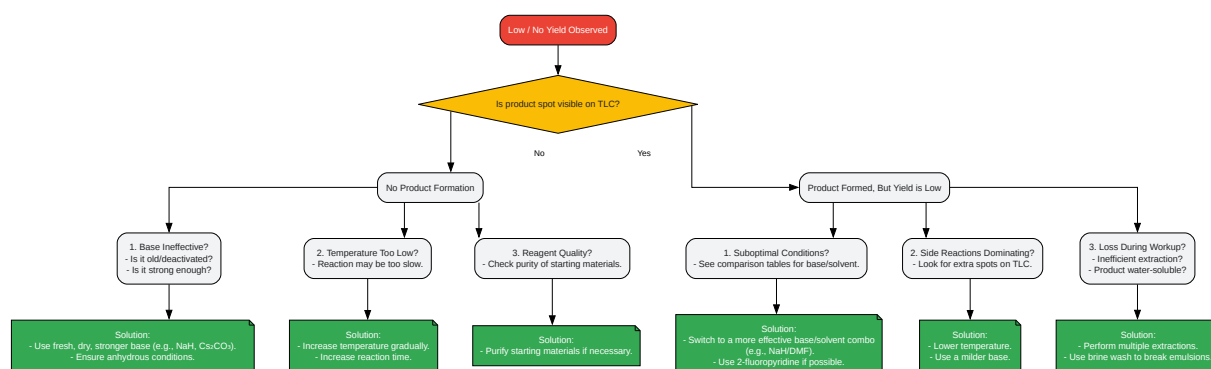 Low / No Yield Observed
Is product spot visible on TLC?
No
Yes
No Product Formation
Product Formed, But Yield is Low
1. Base Ineffective?
- Is it old/deactivated?
- Is it strong enough?
2. Temperature Too Low?
- Reaction may be too slow.
3. Reagent Quality?
- Check purity of starting materials.
1. Suboptimal Conditions?
- See comparison tables for base/solvent.
2. Side Reactions Dominating?
- Look for extra spots on TLC.
3. Loss During Workup?
- Inefficient extraction?
- Product water-soluble?
Solution:
- Use fresh, dry, stronger base (e.g., NaH, Cs₂CO₃).
- Ensure anhydrous conditions.
Solution:
- Increase temperature gradually.
- Increase reaction time.
Solution:
- Purify starting materials if necessary.
Solution:
- Switch to a more effective base/solvent combo
(e.g., NaH/DMF).
- Use 2-fluoropyridine if possible.
Solution:
- Lower temperature.
- Use a milder base.
Solution:
- Perform multiple extractions.
- Use brine wash to break emulsions.